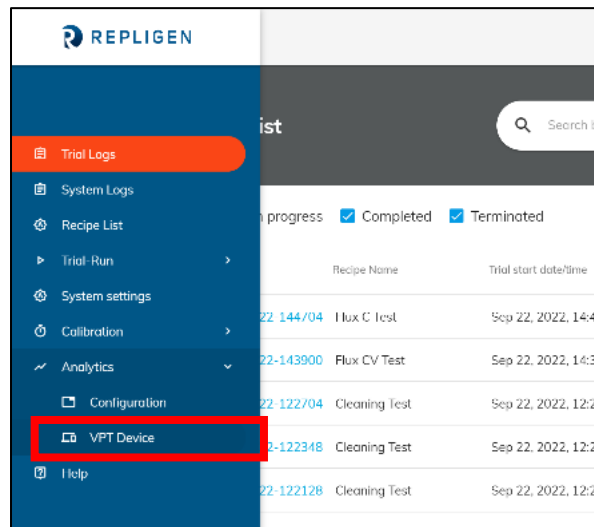 REPLIGEN
ist
Search
Trial Logs
System Logs
Recipe List
in progress Completed Terminated
Trial-Run
Recipe Name Trial start date/time
System settings
22-144704 Flux C Test Sep 22, 2022, 14:4
Calibration
Analytics
22-143900 Flux CV Test Sep 22, 2022, 14:3
Configuration
22-122704 Cleaning Test Sep 22, 2022, 12:2
VPT Device
2-122348 Cleaning Test Sep 22, 2022, 12:2
Help
22-122128 Cleaning Test Sep 22, 2022, 12:2